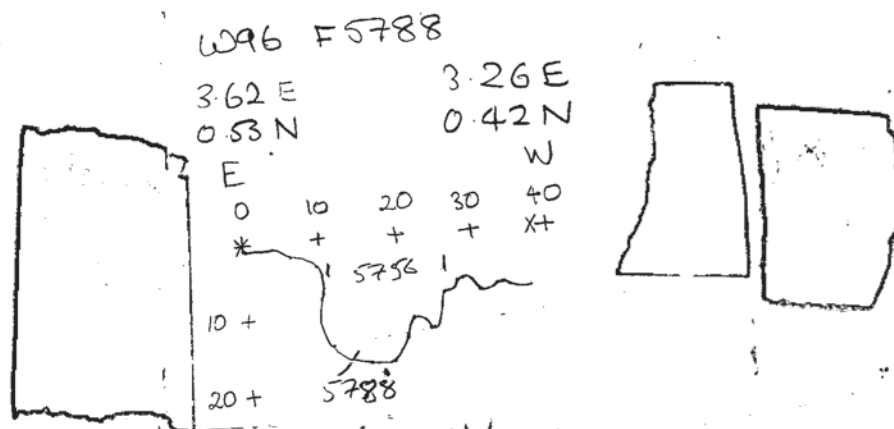 W96 F5788
3.62 E 3.26 E
0.53 N 0.42 N
E W
0 10 20 30 40
* + + + x+
5756
10 +
5788
20 +